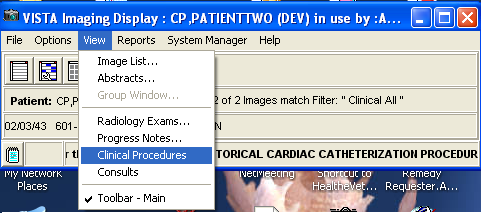 VISTA Imaging Display : CP,PATIENTTWO (DEV) in use by :A...
File Options View Reports System Manager Help
Image List...
Abstracts...
Group Window...
Patient: CP,P 2 of 2 Images match Filter: " Clinical All "
02/03/43 601- N
Radiology Exams...
Progress Notes...
Clinical Procedures
TORICAL CARDIAC CATHETERIZATION PROCEDUR
Consults
Toolbar - Main
My Network
Places
NetMeeting
Shortcut to
HealtheVet...
Remedy
Requester.A...